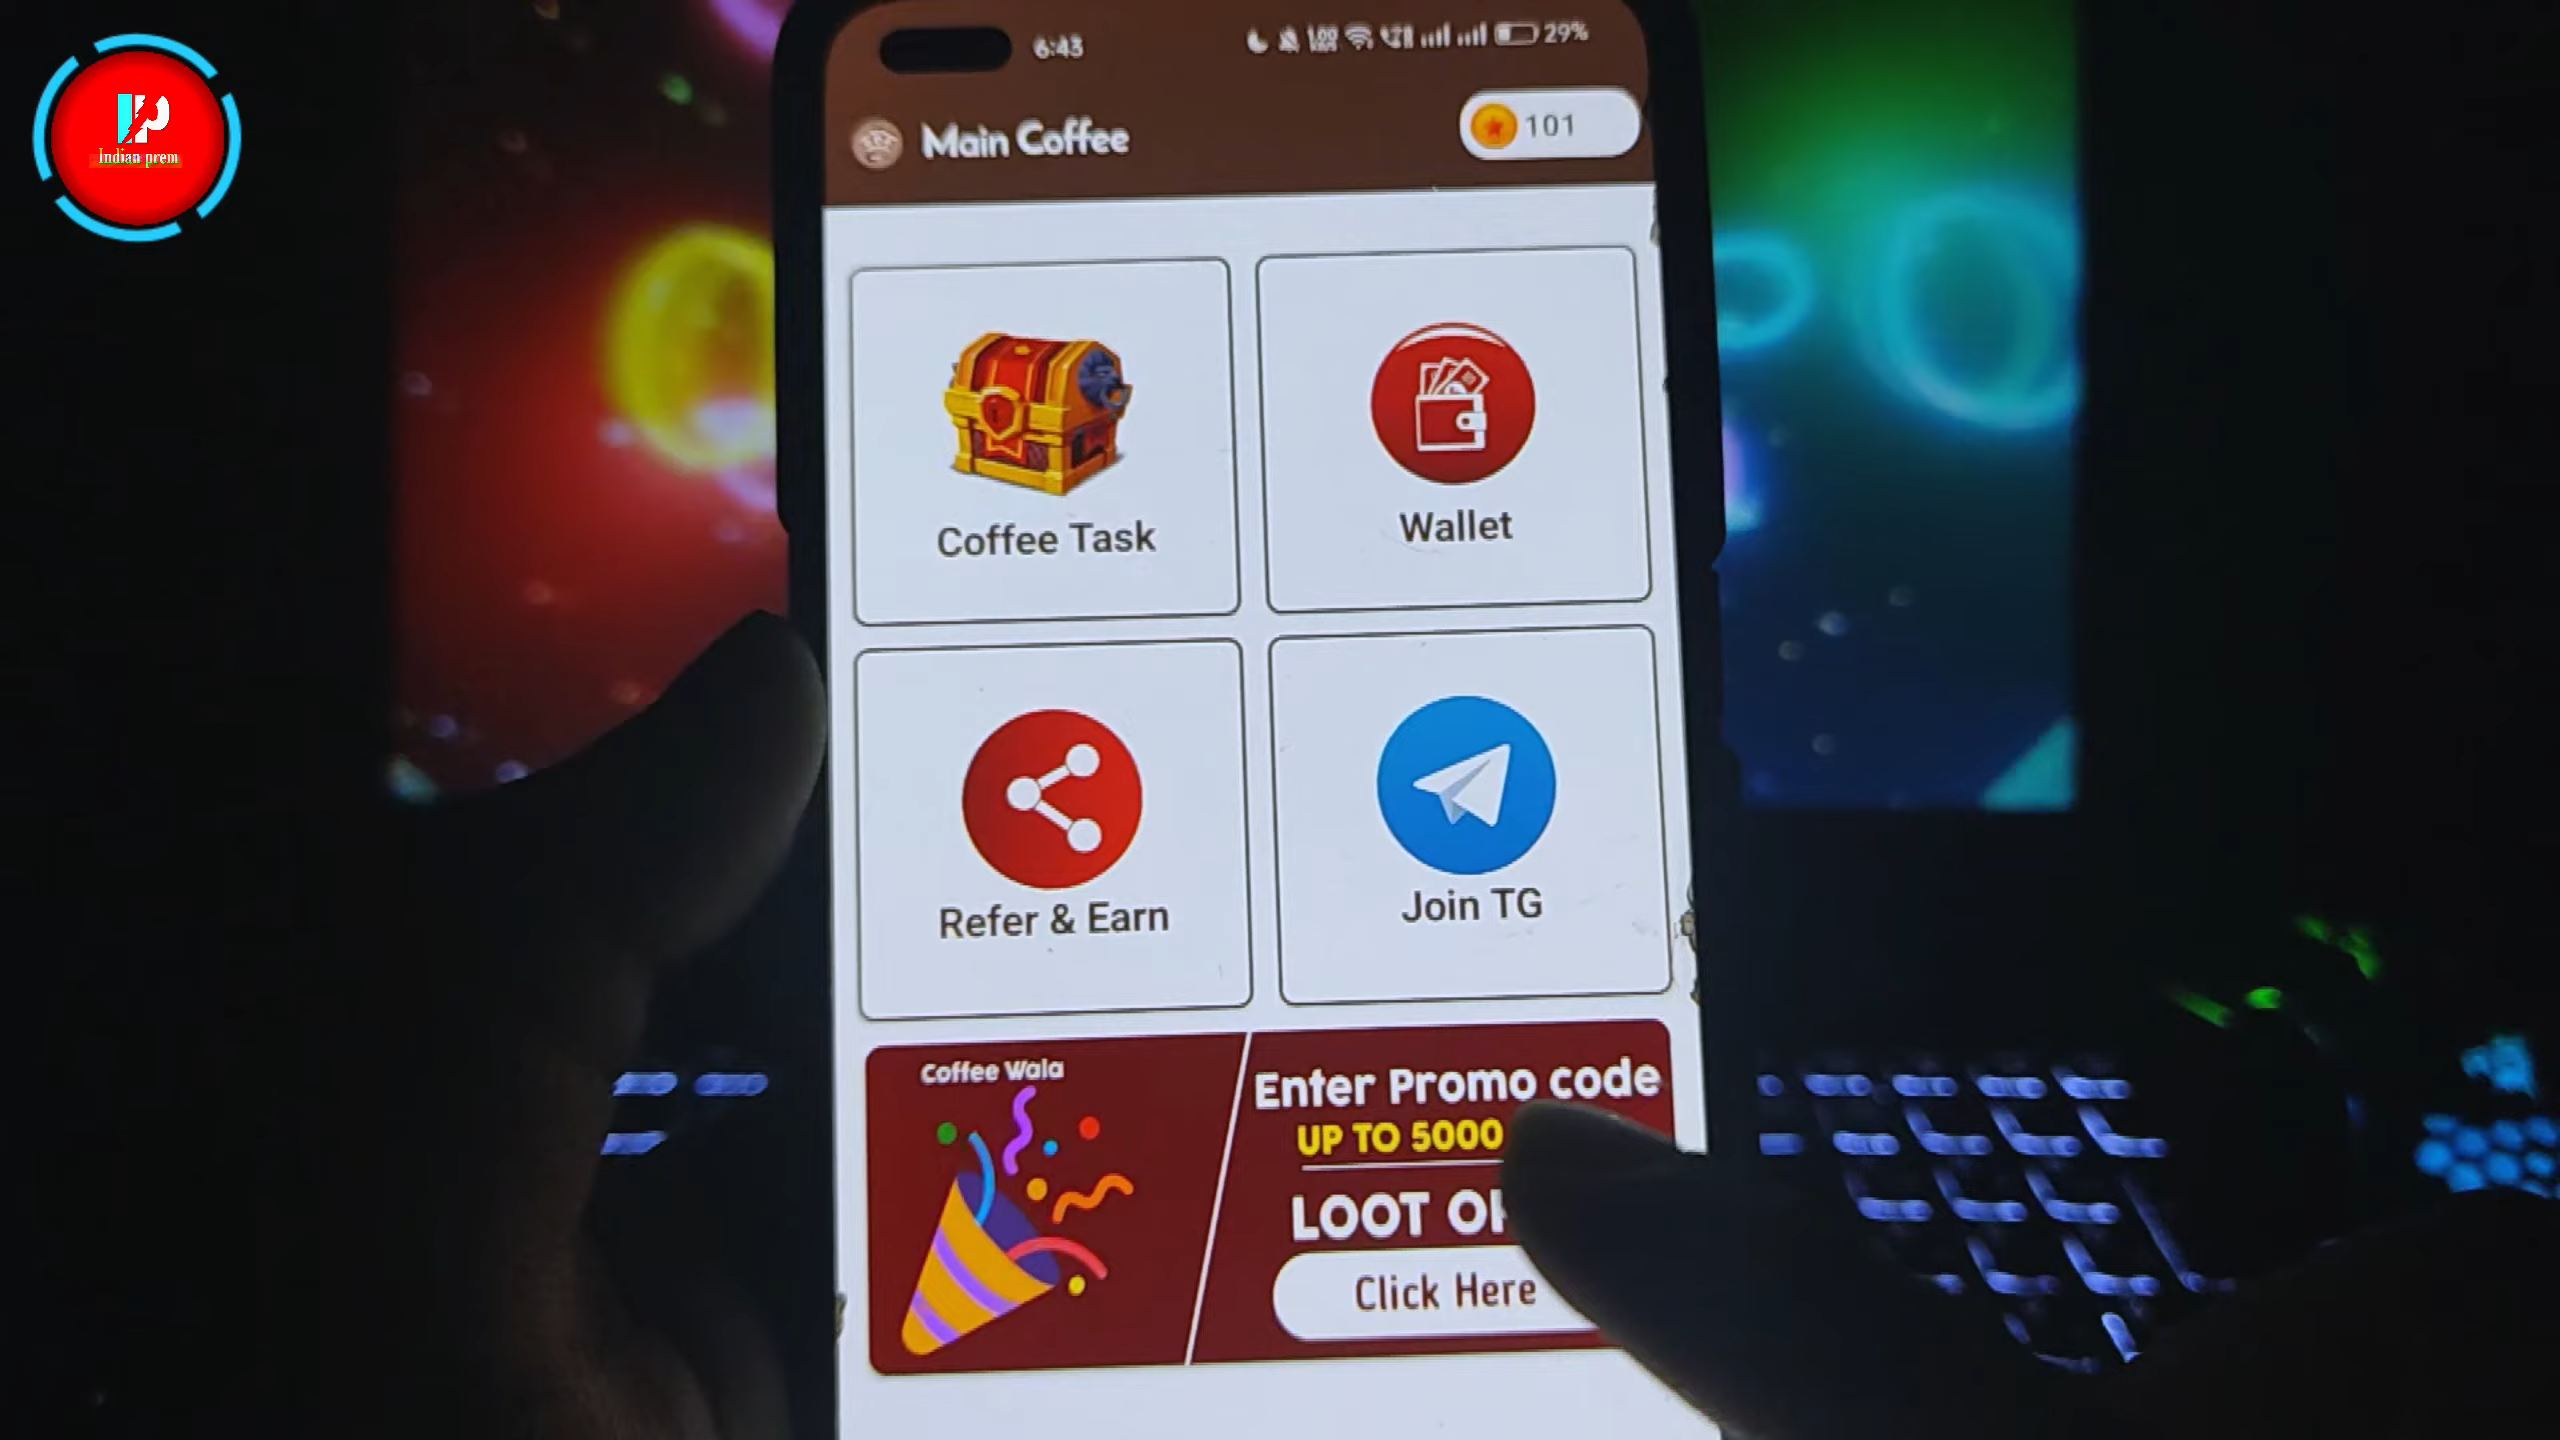 Indian prem
6:43
29%
Main Coffee
101
Coffee Task
Wallet
Refer & Earn
Join TG
Coffee Wala
Enter Promo code
UP TO 5000
LOOT
Click Here